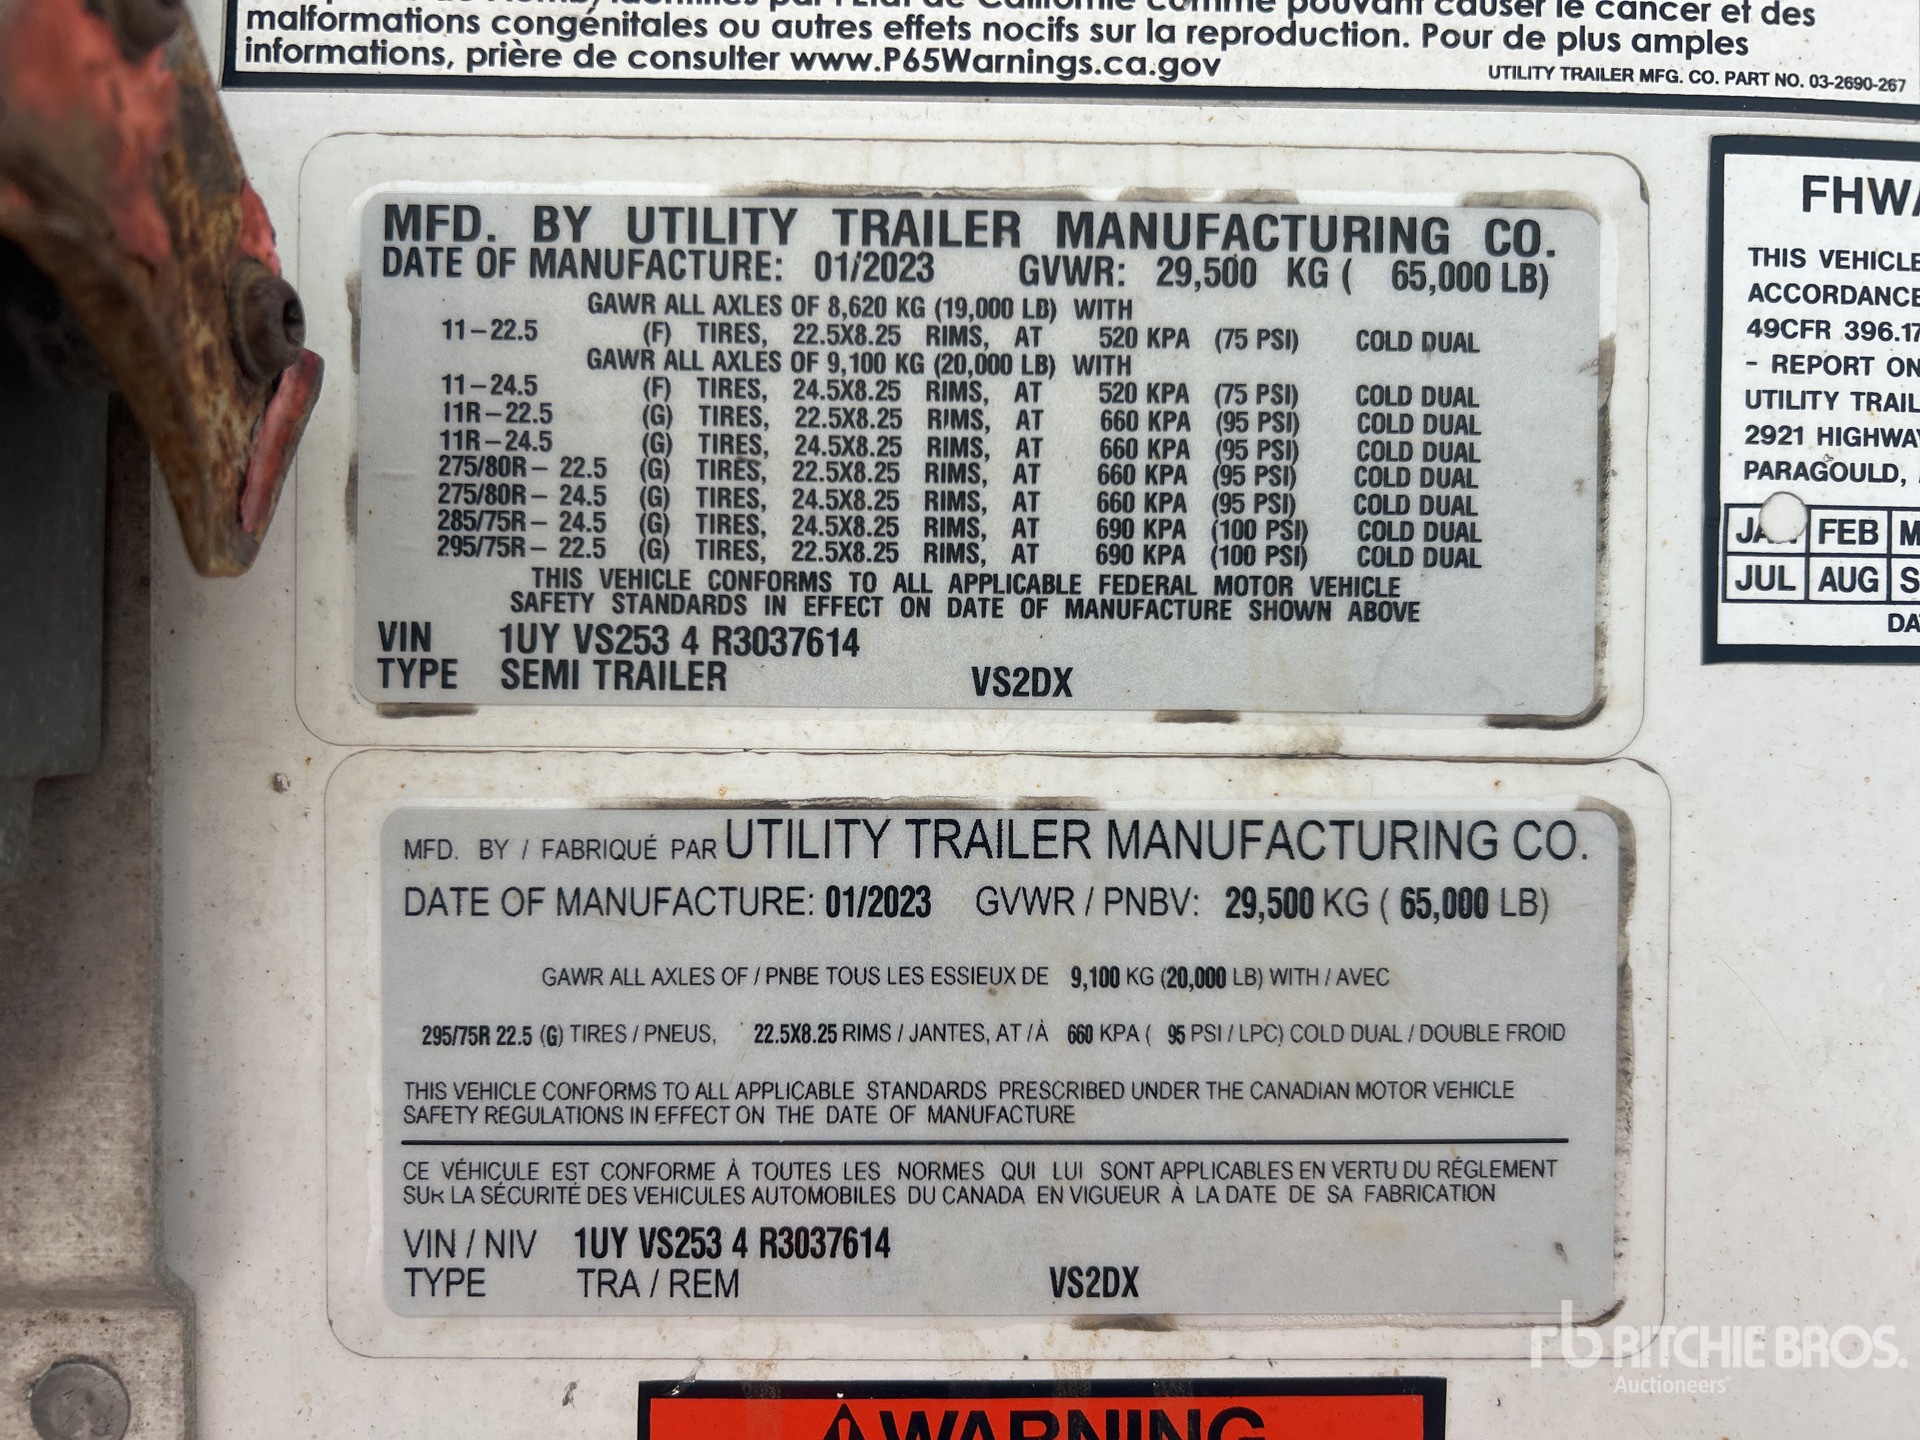 malformations congénitales ou autres effets nocifs sur la reproduction. Pour de plus amples
informations, prière de consulter www.P65Warnings.ca.gov
UTILITY TRAILER MFG. CO. PART NO. 03-2690-267
MFD. BY UTILITY TRAILER MANUFACTURING CO.
DATE OF MANUFACTURE: 01/2023 GVWR: 29,500 KG ( 65,000 LB)
GAWR ALL AXLES OF 8,620 KG (19,000 LB) WITH
11-22.5 (F) TIRES, 22.5X8.25 RIMS, AT 520 KPA (75 PSI) COLD DUAL
GAWR ALL AXLES OF 9,100 KG (20,000 LB) WITH
11-24.5 (F) TIRES, 24.5X8.25 RIMS, AT 520 KPA (75 PSI) COLD DUAL
11R-22.5 (G) TIRES, 22.5X8.25 RIMS, AT 660 KPA (95 PSI) COLD DUAL
11R-24.5 (G) TIRES, 24.5X8.25 RIMS, AT 660 KPA (95 PSI) COLD DUAL
275/80R- 22.5 (G) TIRES, 22.5X8.25 RIMS, AT 660 KPA (95 PSI) COLD DUAL
275/80R- 24.5 (G) TIRES, 24.5X8.25 RIMS, AT 660 KPA (95 PSI) COLD DUAL
285/75R- 24.5 (G) TIRES, 24.5X8.25 RIMS, AT 690 KPA (100 PSI) COLD DUAL
295/75R- 22.5 (G) TIRES, 22.5X8.25 RIMS, AT 690 KPA (100 PSI) COLD DUAL
THIS VEHICLE CONFORMS TO ALL APPLICABLE FEDERAL MOTOR VEHICLE
SAFETY STANDARDS IN EFFECT ON DATE OF MANUFACTURE SHOWN ABOVE
VIN 1UY VS253 4 R3037614
TYPE SEMI TRAILER VS2DX
FHWA
THIS VEHICLE
ACCORDANCE
49CFR 396.17
- REPORT ON
UTILITY TRAIL
2921 HIGHWAY
PARAGOULD,
FEB M
JUL AUG S
DA
MFD. BY / FABRIQUÉ PAR UTILITY TRAILER MANUFACTURING CO.
DATE OF MANUFACTURE: 01/2023 GVWR / PNBV: 29,500 KG ( 65,000 LB)
GAWR ALL AXLES OF / PNBE TOUS LES ESSIEUX DE 9,100 KG (20,000 LB) WITH / AVEC
295/75R 22.5 (G) TIRES / PNEUS, 22.5X8.25 RIMS / JANTES, AT / À 660 KPA ( 95 PSI / LPC) COLD DUAL / DOUBLE FROID
THIS VEHICLE CONFORMS TO ALL APPLICABLE STANDARDS PRESCRIBED UNDER THE CANADIAN MOTOR VEHICLE
SAFETY REGULATIONS IN EFFECT ON THE DATE OF MANUFACTURE
CE VÉHICULE EST CONFORME À TOUTES LES NORMES QUI LUI SONT APPLICABLES EN VERTU DU RÉGLEMENT
SUR LA SÉCURITÉ DES VEHICULES AUTOMOBILES DU CANADA EN VIGUEUR À LA DATE DE SA FABRICATION
VIN / NIV 1UY VS253 4 R3037614
TYPE TRA / REM VS2DX
WARNING
rb RITCHIE BROS.
Auctioneers